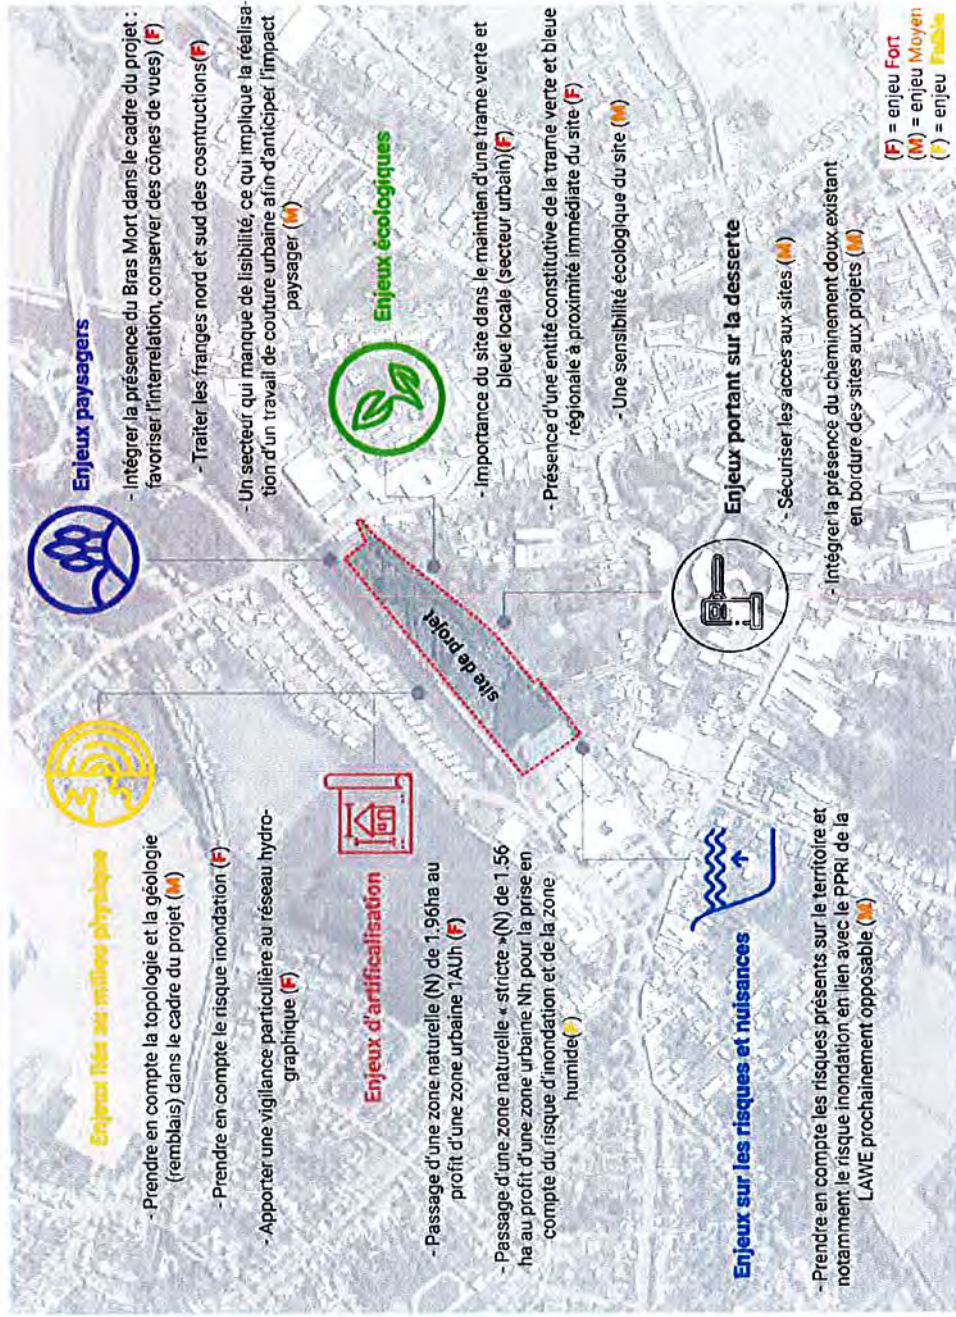 Enjeux liés au milieu physique
- Prendre en compte la topologie et la géologie
(remblais) dans le cadre du projet (M)
- Prendre en compte le risque inondation (F)
- Apporter une vigilance particulière au réseau hydro-
graphique (F)
Enjeux d'artificalisation
- Passage d'une zone naturelle (N) de 1.96ha au
profit d'une zone urbaine 1AUh (F)
- Passage d'une zone naturelle « stricte »(N) de 1.56
ha au profit d'une zone urbaine Nh pour la prise en
compte du risque d'inondation et de la zone
humide(F)
Enjeux sur les risques et nuisances
- Prendre en compte les risques présents sur le territoire et
notamment le risque inondation en lien avec le PPRI de la
LAWE prochainement opposable (M)
site de projet
Enjeux paysagers
- Intégrer la présence du Bras Mort dans le cadre du projet :
favoriser l'interrelation, conserver des cônes de vues) (F)
- Traiter les franges nord et sud des cosntructions(F)
- Un secteur qui manque de lisibilité, ce qui implique la réalisa-
tion d'un travail de couture urbaine afin d'anticiper l'impact
paysager (M)
Enjeux écologiques
- Importance du site dans le maintien d'une trame verte et
bleue locale (secteur urbain)(F)
- Présence d'une entité constitutive de la trame verte et bleue
régionale à proximité immédiate du site (F)
- Une sensibilité écologique du site (M)
Enjeux portant sur la desserte
- Sécuriser les accès aux sites (M)
- Intégrer la présence du cheminement doux existant
en bordure des sites aux projets (M)
(F) = enjeu Fort
(M) = enjeu Moyen
(F) = enjeu Faible